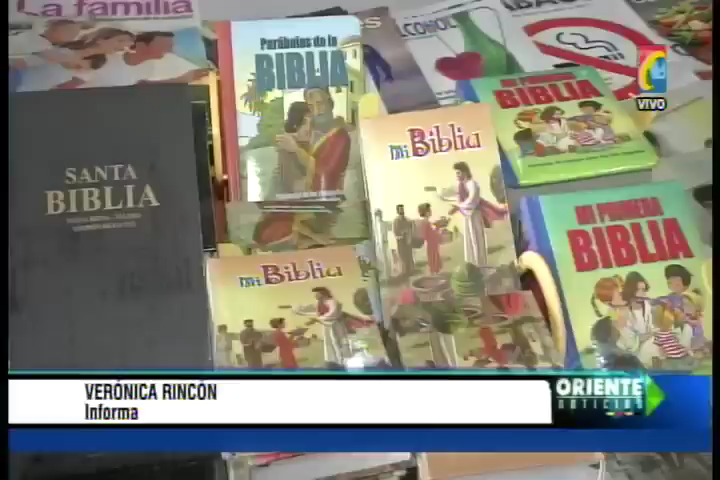 La familia
Parábolas de la
BIBLIA
ALCOHOL
MI PRIMERA
BIBLIA
VIVO
SANTA
BIBLIA
Mi Biblia
Mi Biblia
MI PRIMERA
BIBLIA
VERÓNICA RINCÓN
Informa
ORIENTE
NOTICIAS